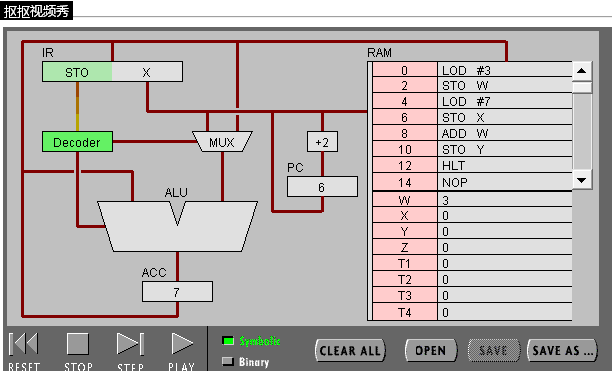 抠抠视频秀
IR
RAM
STO X
0 LOD #3
2 STO W
4 LOD #7
6 STO X
8 ADD W
10 STO Y
12 HLT
14 NOP
W 3
X 0
Y 0
Z 0
T1 0
T2 0
T3 0
T4 0
Decoder
MUX
+2
PC
6
ALU
ACC
7
RESET STOP STEP PLAY
Symbolic
Binary
CLEAR ALL OPEN SAVE SAVE AS ...